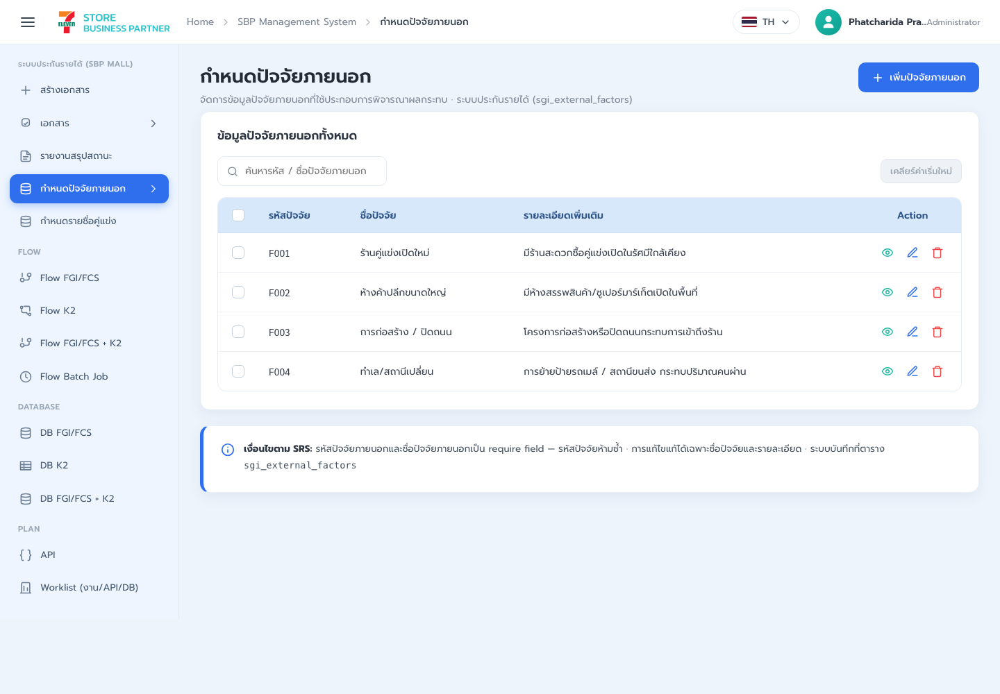 ELEVEN
STORE
BUSINESS PARTNER
Home
SBP Management System
กำหนดปัจจัยภายนอก
TH
Phatcharida Pra...
Administrator
ระบบประกันรายได้ (SBP MALL)
สร้างเอกสาร
เอกสาร
รายงานสรุปสถานะ
กำหนดปัจจัยภายนอก
กำหนดรายชื่อคู่แข่ง
FLOW
Flow FGI/FCS
Flow K2
Flow FGI/FCS + K2
Flow Batch Job
DATABASE
DB FGI/FCS
DB K2
DB FGI/FCS + K2
PLAN
API
Worklist (งาน/API/DB)
กำหนดปัจจัยภายนอก
จัดการข้อมูลปัจจัยภายนอกที่ใช้ประกอบการพิจารณาผลกระทบ · ระบบประกันรายได้ (sgi_external_factors)
เพิ่มปัจจัยภายนอก
ข้อมูลปัจจัยภายนอกทั้งหมด
ค้นหารหัส / ชื่อปัจจัยภายนอก
เคลียร์ค่าเริ่มใหม่
รหัสปัจจัย ชื่อปัจจัย รายละเอียดเพิ่มเติม Action
F001 ร้านคู่แข่งเปิดใหม่ มีร้านสะดวกซื้อคู่แข่งเปิดในรัศมีใกล้เคียง
F002 ห้างค้าปลีกขนาดใหญ่ มีห้างสรรพสินค้า/ซูเปอร์มาร์เก็ตเปิดในพื้นที่
F003 การก่อสร้าง / ปิดถนน โครงการก่อสร้างหรือปิดถนนกระทบการเข้าถึงร้าน
F004 ทำเล/สถานีเปลี่ยน การย้ายป้ายรถเมล์ / สถานีขนส่ง กระทบปริมาณคนผ่าน
เงื่อนไขตาม SRS: รหัสปัจจัยภายนอกและชื่อปัจจัยภายนอกเป็น require field — รหัสปัจจัยห้ามซ้ำ · การแก้ไขแก้ได้เฉพาะชื่อปัจจัยและรายละเอียด · ระบบบันทึกที่ตาราง
sgi_external_factors